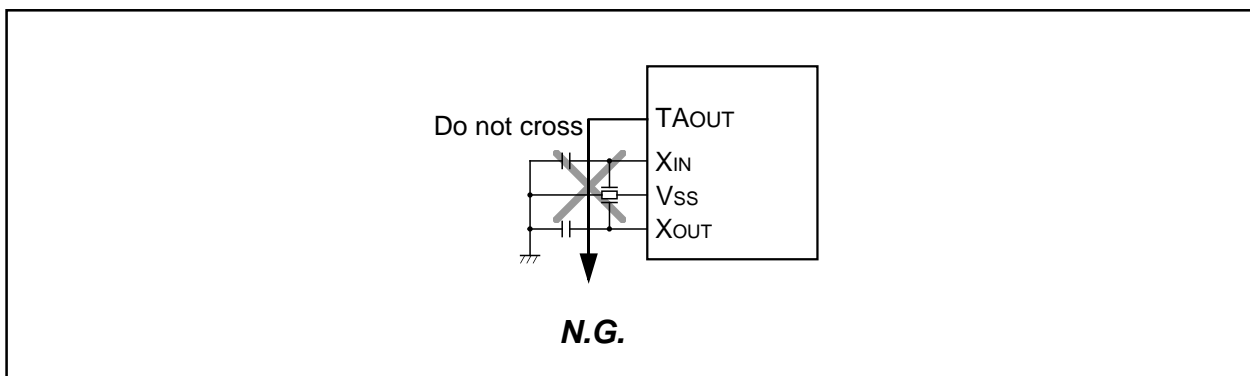 TAOUT
Do not cross
XIN
VSS
XOUT
N.G.